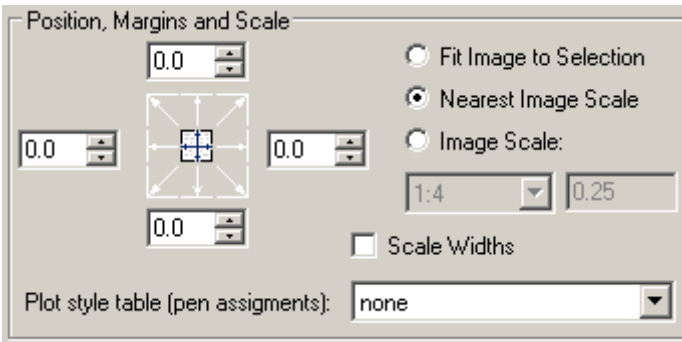 Position, Margins and Scale
0.0
Fit Image to Selection
Nearest Image Scale
0.0
0.0
Image Scale:
1:4
0.25
0.0
Scale Widths
Plot style table (pen assigments):
none